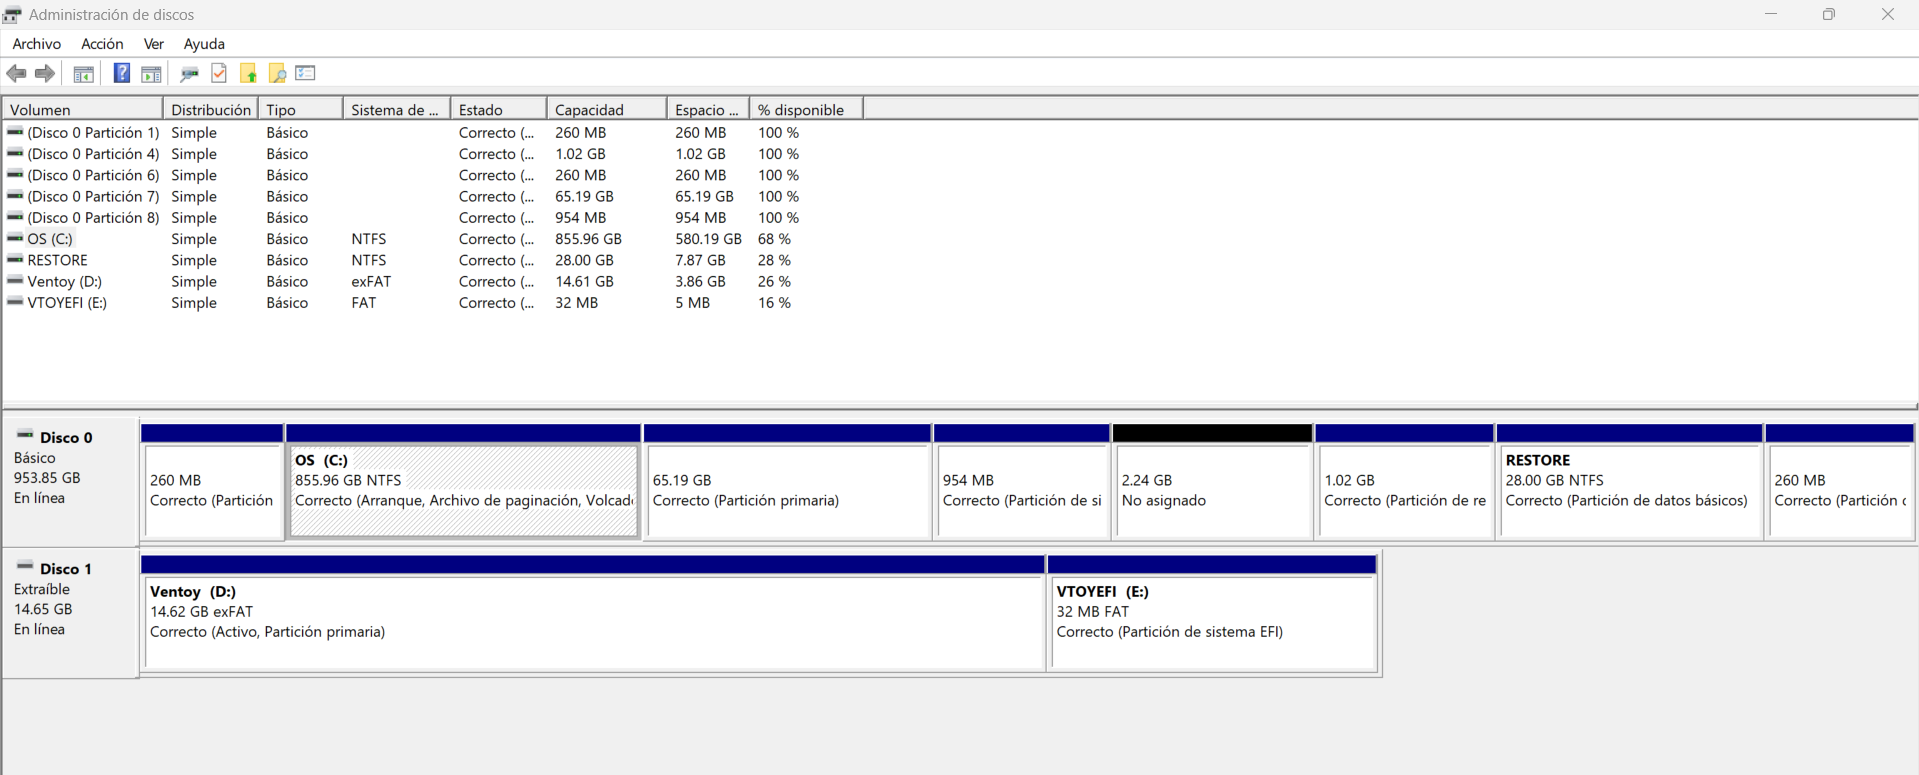 Administración de discos
Archivo Acción Ver Ayuda
Volumen Distribución Tipo Sistema de ... Estado Capacidad Espacio ... % disponible
(Disco 0 Partición 1) Simple Básico Correcto (... 260 MB 260 MB 100 %
(Disco 0 Partición 4) Simple Básico Correcto (... 1.02 GB 1.02 GB 100 %
(Disco 0 Partición 6) Simple Básico Correcto (... 260 MB 260 MB 100 %
(Disco 0 Partición 7) Simple Básico Correcto (... 65.19 GB 65.19 GB 100 %
(Disco 0 Partición 8) Simple Básico Correcto (... 954 MB 954 MB 100 %
OS (C:) Simple Básico NTFS Correcto (... 855.96 GB 580.19 GB 68 %
RESTORE Simple Básico NTFS Correcto (... 28.00 GB 7.87 GB 28 %
Ventoy (D:) Simple Básico exFAT Correcto (... 14.61 GB 3.86 GB 26 %
VTOYEFI (E:) Simple Básico FAT Correcto (... 32 MB 5 MB 16 %
Disco 0
Básico
953.85 GB
En línea
260 MB
Correcto (Partición
OS (C:)
855.96 GB NTFS
Correcto (Arranque, Archivo de paginación, Volcad
65.19 GB
Correcto (Partición primaria)
954 MB
Correcto (Partición de si
2.24 GB
No asignado
1.02 GB
Correcto (Partición de re
RESTORE
28.00 GB NTFS
Correcto (Partición de datos básicos)
260 MB
Correcto (Partición
Disco 1
Extraíble
14.65 GB
En línea
Ventoy (D:)
14.62 GB exFAT
Correcto (Activo, Partición primaria)
VTOYEFI (E:)
32 MB FAT
Correcto (Partición de sistema EFI)